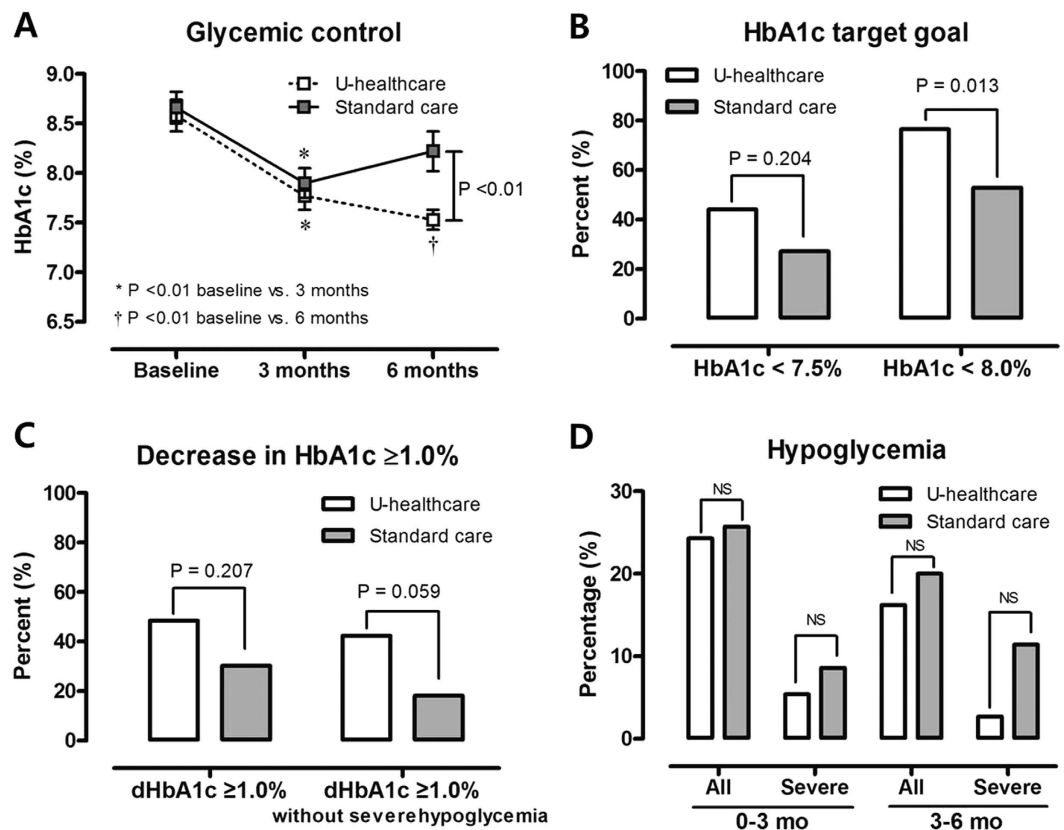 A
Glycemic control
HbA1c (%)
9.0
8.5
8.0
7.5
7.0
6.5
U-healthcare
Standard care
*
*
†
P <0.01
* P <0.01 baseline vs. 3 months
† P <0.01 baseline vs. 6 months
Baseline 3 months 6 months
B
HbA1c target goal
Percent (%)
100
80
60
40
20
0
U-healthcare
Standard care
P = 0.204
P = 0.013
HbA1c < 7.5% HbA1c < 8.0%
C
Decrease in HbA1c ≥1.0%
Percent (%)
100
80
60
40
20
0
U-healthcare
Standard care
P = 0.207
P = 0.059
dHbA1c ≥1.0% dHbA1c ≥1.0%
without severehypoglycemia
D
Hypoglycemia
Percentage (%)
30
20
10
0
U-healthcare
Standard care
NS
NS
NS
NS
All Severe All Severe
0-3 mo 3-6 mo